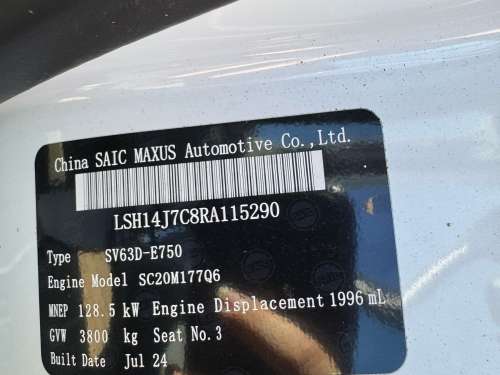 China SAIC MAXUS Automotive Co.,Ltd.
LSH14J7C8RA115290
Type SV63D-E750
Engine Model SC20M177Q6
MNEP 128.5 kW Engine Displacement 1996 mL
GVW 3800 kg Seat No.3
Built Date Jul 24